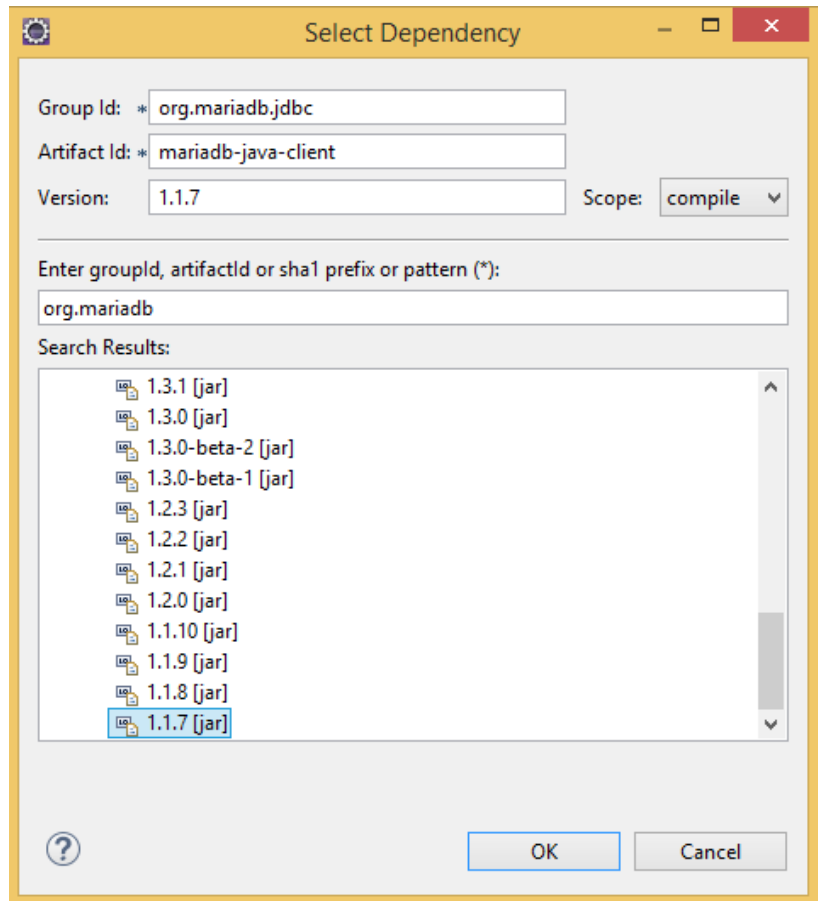 Select Dependency
Group Id: * org.mariadb.jdbc
Artifact Id: * mariadb-java-client
Version: 1.1.7 Scope: compile
Enter groupId, artifactId or sha1 prefix or pattern (*):
org.mariadb
Search Results:
1.3.1 [jar]
1.3.0 [jar]
1.3.0-beta-2 [jar]
1.3.0-beta-1 [jar]
1.2.3 [jar]
1.2.2 [jar]
1.2.1 [jar]
1.2.0 [jar]
1.1.10 [jar]
1.1.9 [jar]
1.1.8 [jar]
1.1.7 [jar]
? OK Cancel